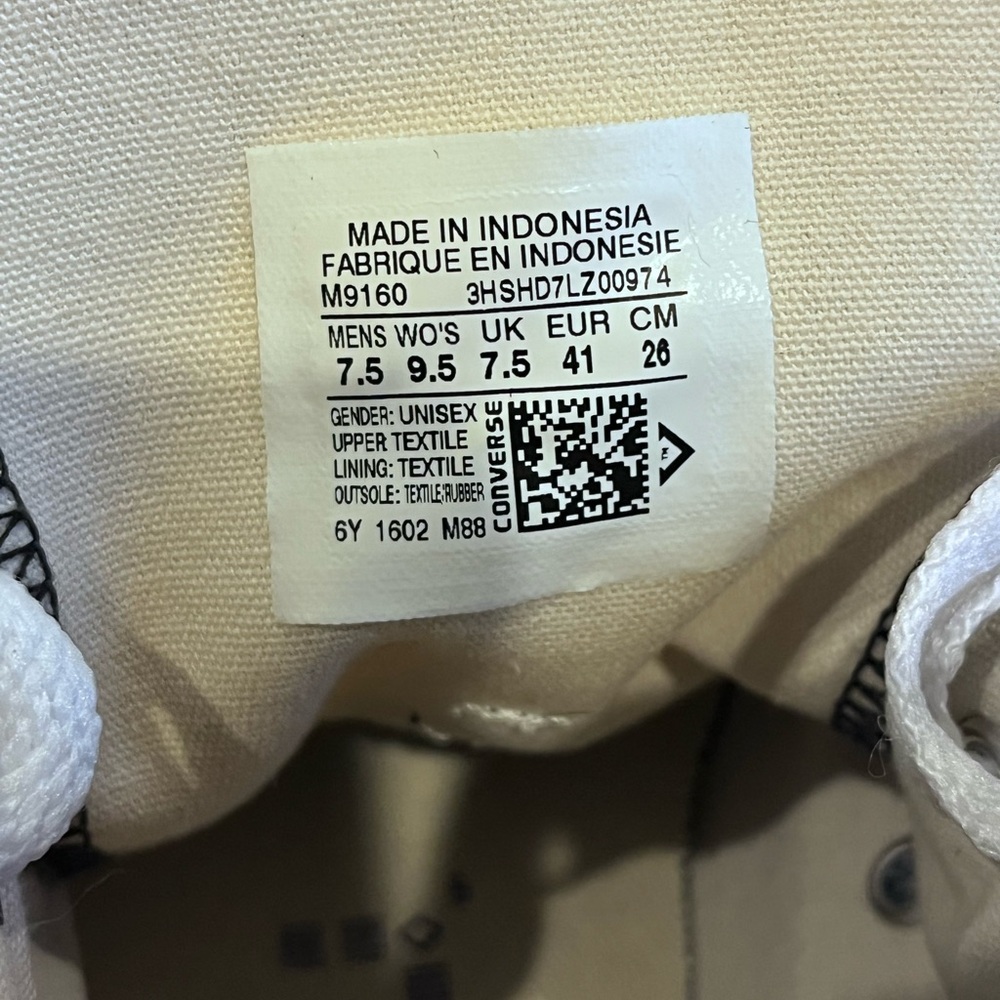 MADE IN INDONESIA
FABRIQUE EN INDONESIE
M9160 3HSHD7LZ00974
MENS WO'S UK EUR CM
7.5 9.5 7.5 41 26
GENDER: UNISEX
UPPER TEXTILE
LINING: TEXTILE
OUTSOLE: TEXTILE/RUBBER
6Y 1602 M88
CONVERSE
TM